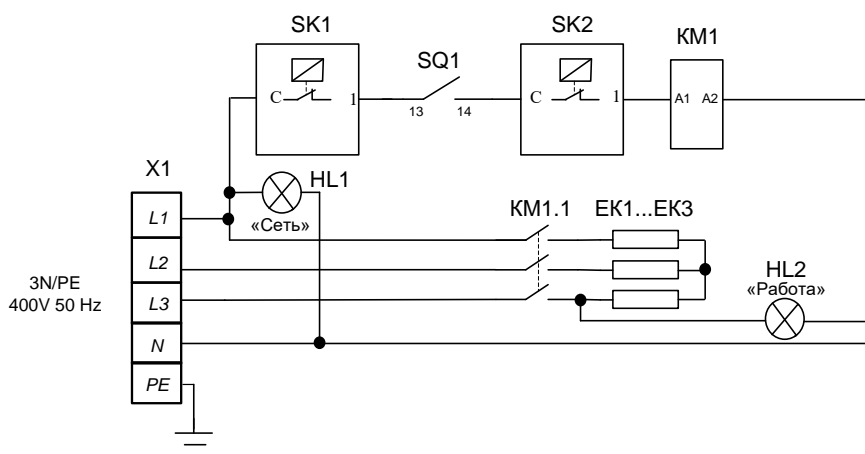 SK1
SK2
KM1
SQ1
C
1
13
14
C
1
A1
A2
X1
HL1
«Сеть»
L1
KM1.1
EK1...EK3
L2
HL2
«Работа»
3N/PE
400V 50 Hz
L3
N
PE